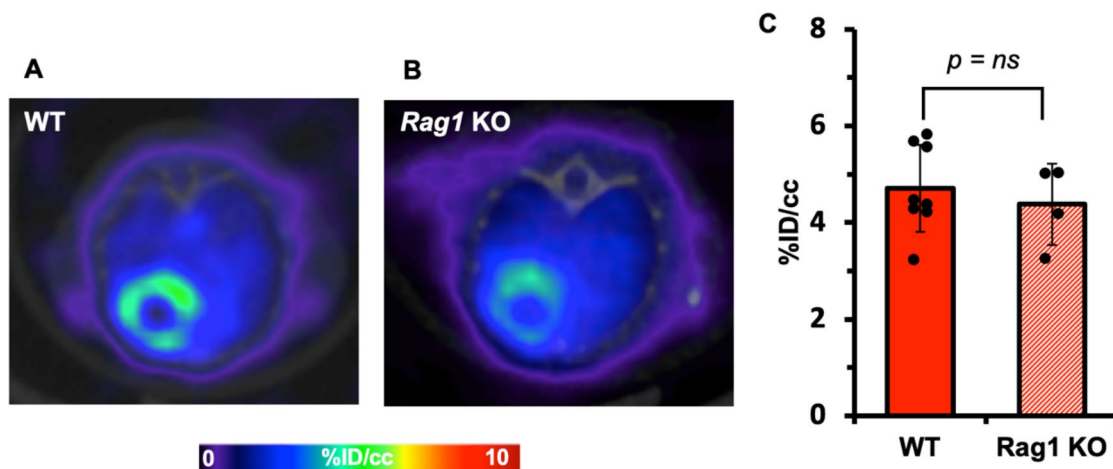 A
WT
B
Rag1 KO
0 %ID/cc 10
C
8
6
4
2
0
%ID/cc
p = ns
WT Rag1 KO